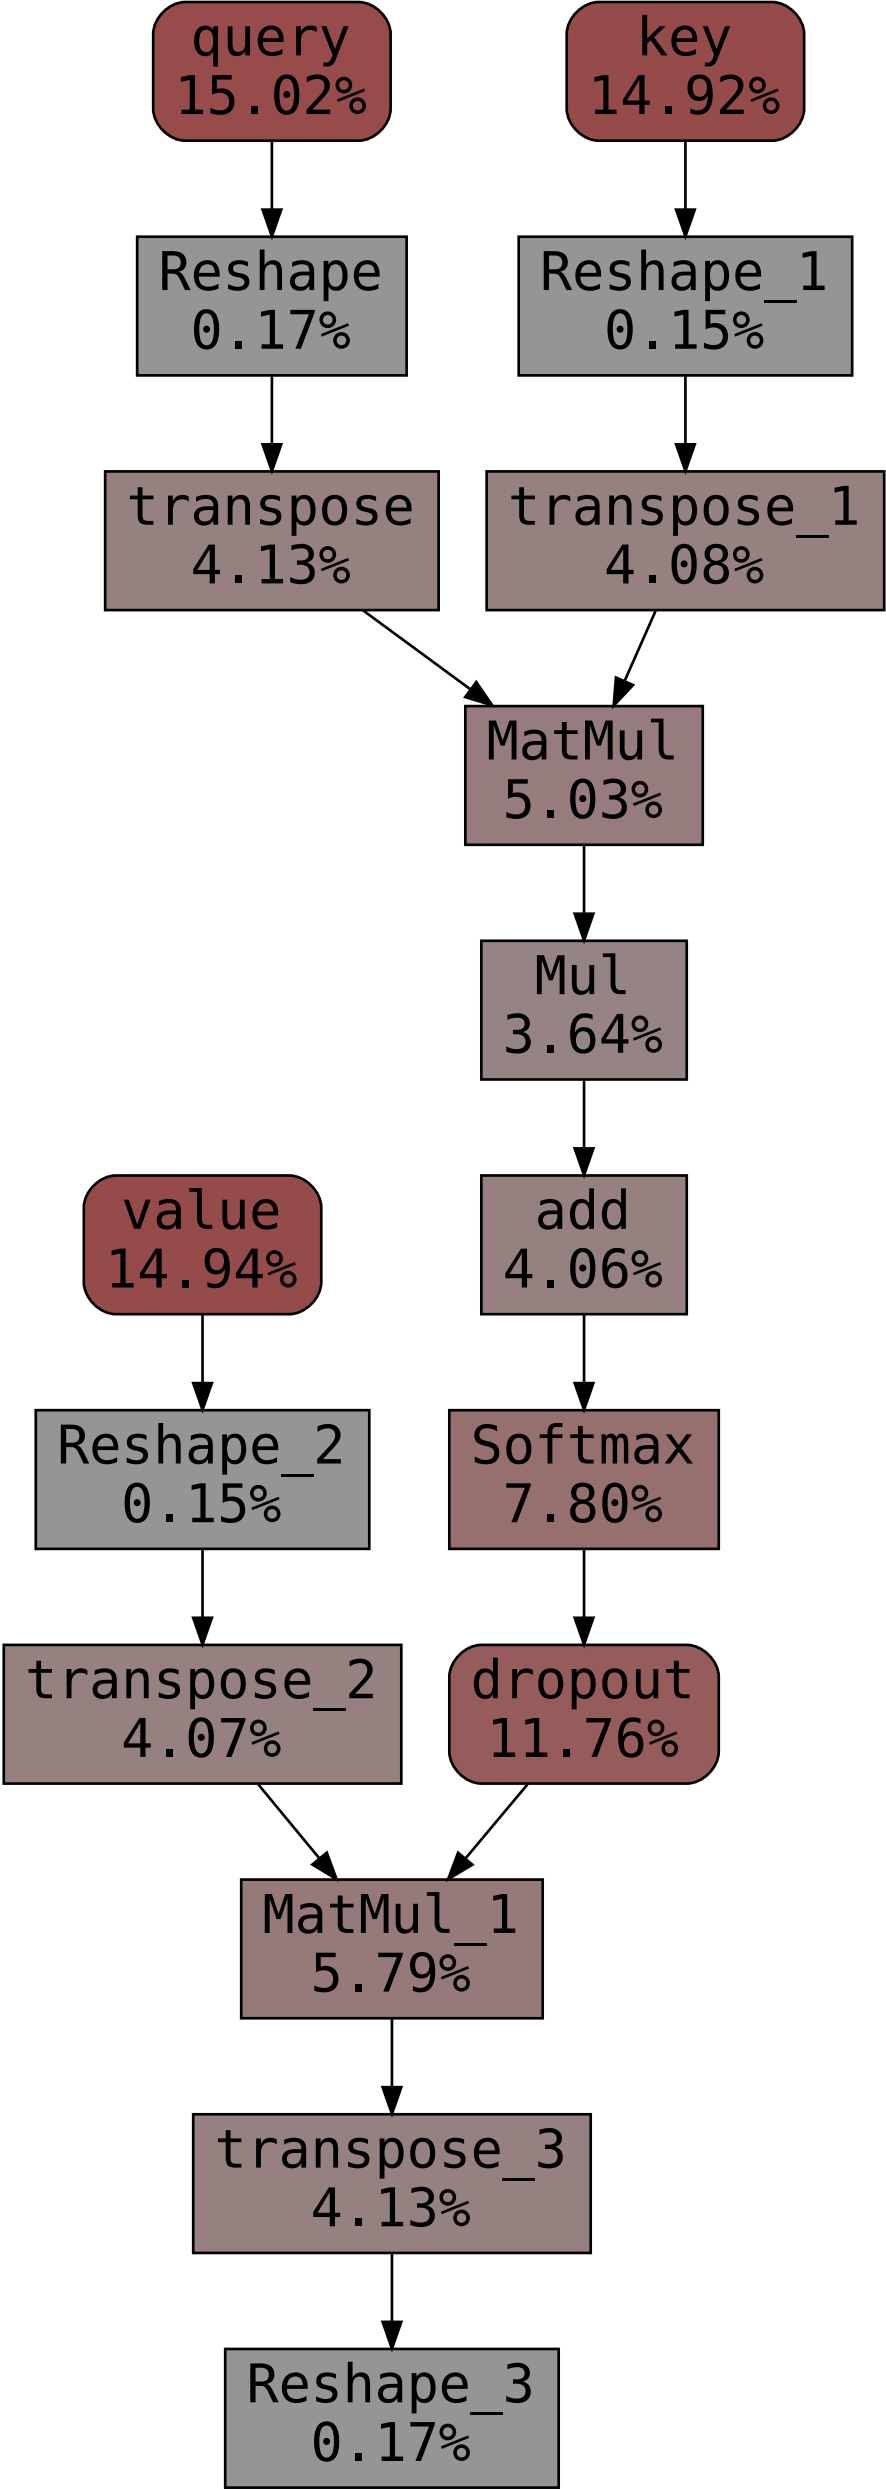 query
15.02%
key
14.92%
Reshape
0.17%
Reshape_1
0.15%
transpose
4.13%
transpose_1
4.08%
MatMul
5.03%
Mul
3.64%
value
14.94%
add
4.06%
Reshape_2
0.15%
Softmax
7.80%
transpose_2
4.07%
dropout
11.76%
MatMul_1
5.79%
transpose_3
4.13%
Reshape_3
0.17%